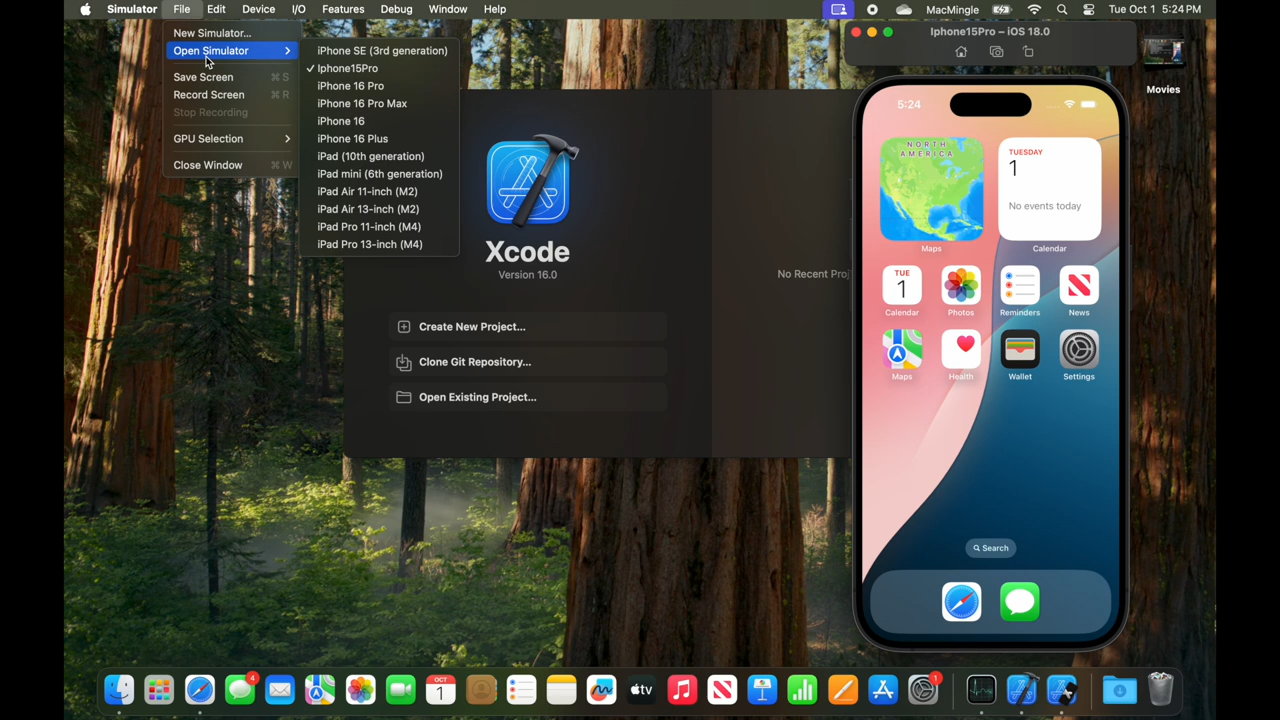 Simulator File Edit Device I/O Features Debug Window Help MacMingle Tue Oct 1 5:24 PM
New Simulator...
Open Simulator
Save Screen ⌘ S
Record Screen ⌘ R
Stop Recording
GPU Selection
Close Window ⌘ W
iPhone SE (3rd generation)
✓ Iphone15Pro
iPhone 16 Pro
iPhone 16 Pro Max
iPhone 16
iPhone 16 Plus
iPad (10th generation)
iPad mini (6th generation)
iPad Air 11-inch (M2)
iPad Air 13-inch (M2)
iPad Pro 11-inch (M4)
iPad Pro 13-inch (M4)
Xcode
Version 16.0
Create New Project...
Clone Git Repository...
Open Existing Project...
No Recent Proj
Iphone15Pro – iOS 18.0
Movies
5:24
NORTH
AMERICA
Maps
TUESDAY
1
No events today
Calendar
TUE
1
Calendar Photos Reminders News
Maps Health Wallet Settings
Search
4
OCT
1
tv
1